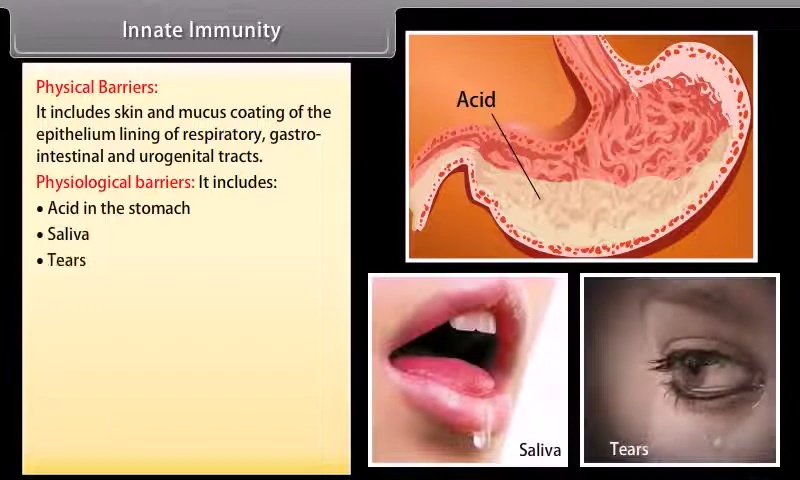 Innate Immunity
Physical Barriers:
It includes skin and mucus coating of the
epithelium lining of respiratory, gastro-
intestinal and urogenital tracts.
Physiological barriers: It includes:
• Acid in the stomach
• Saliva
• Tears
Acid
Saliva
Tears